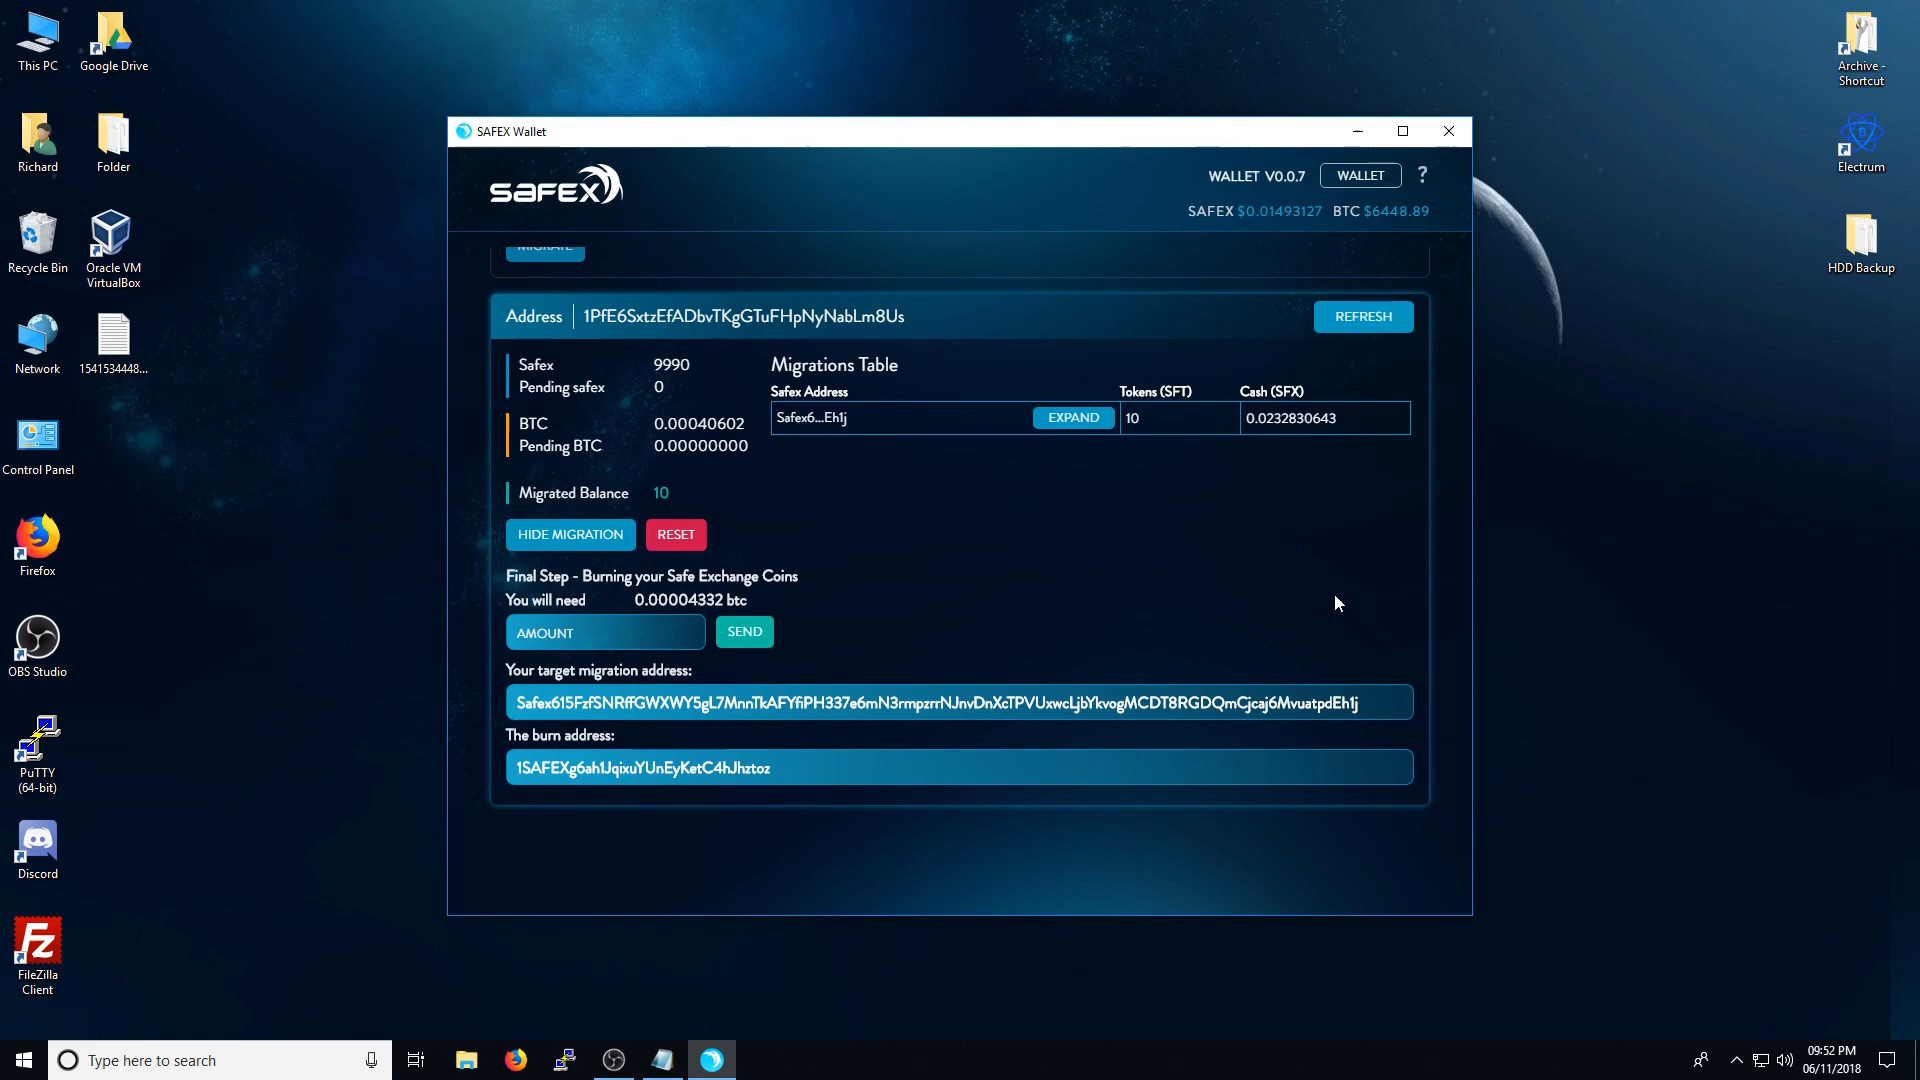 This PC
Google Drive
Richard
Folder
Recycle Bin
Oracle VM
VirtualBox
Network
1541534448...
Control Panel
Firefox
OBS Studio
PuTTY
(64-bit)
Discord
FileZilla
Client
Archive -
Shortcut
Electrum
HDD Backup
SAFEX Wallet
SAFEX
WALLET V0.0.7
WALLET
?
SAFEX $0.01493127 BTC $6448.89
MIGRATE
Address
1PfE6SxtzEfADbvTKgGTuFHpNyNabLm8Us
REFRESH
Safex 9990
Pending safex 0
BTC 0.00040602
Pending BTC 0.00000000
Migrated Balance 10
Migrations Table
Safex Address Tokens (SFT) Cash (SFX)
Safex6...Eh1j EXPAND 10 0.0232830643
HIDE MIGRATION
RESET
Final Step - Burning your Safe Exchange Coins
You will need 0.00004332 btc
AMOUNT
SEND
Your target migration address:
Safex615FzfSNRffGWXWY5gL7MnnTkAFYfiPH337e6mN3rmpzrrNJnvDnXcTPVUxwcLjbYkvogMCDT8RGDQmCjcaj6MvuatpdEh1j
The burn address:
1SAFEXg6ah1JqixuYUnEyKetC4hJhztoz
Type here to search
09:52 PM
06/11/2018